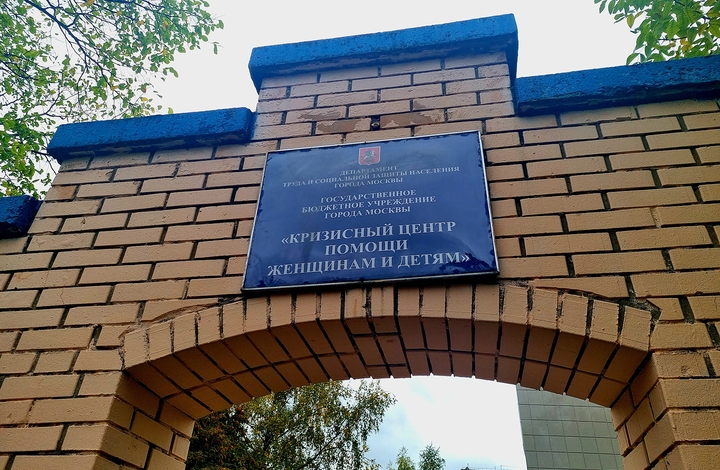 ДЕПАРТАМЕНТ
ТРУДА И СОЦИАЛЬНОЙ ЗАЩИТЫ НАСЕЛЕНИЯ
ГОРОДА МОСКВЫ
ГОСУДАРСТВЕННОЕ
БЮДЖЕТНОЕ УЧРЕЖДЕНИЕ
ГОРОДА МОСКВЫ
«КРИЗИСНЫЙ ЦЕНТР
ПОМОЩИ
ЖЕНЩИНАМ И ДЕТЯМ»